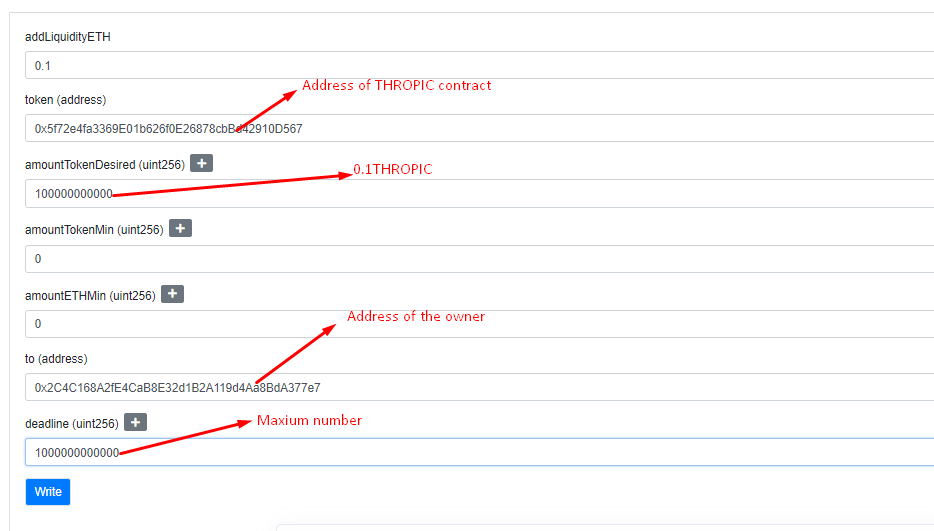 addLiquidityETH
0.1
Address of THROPIC contract
token (address)
0x5f72e4fa3369E01b626f0E26878cbBd42910D567
amountTokenDesired (uint256) +
0.1THROPIC
100000000000
amountTokenMin (uint256) +
0
amountETHMin (uint256) +
0
Address of the owner
to (address)
0x2C4C168A2fE4CaB8E32d1B2A119d4Aa8BdA377e7
deadline (uint256) +
Maxium number
1000000000000
Write